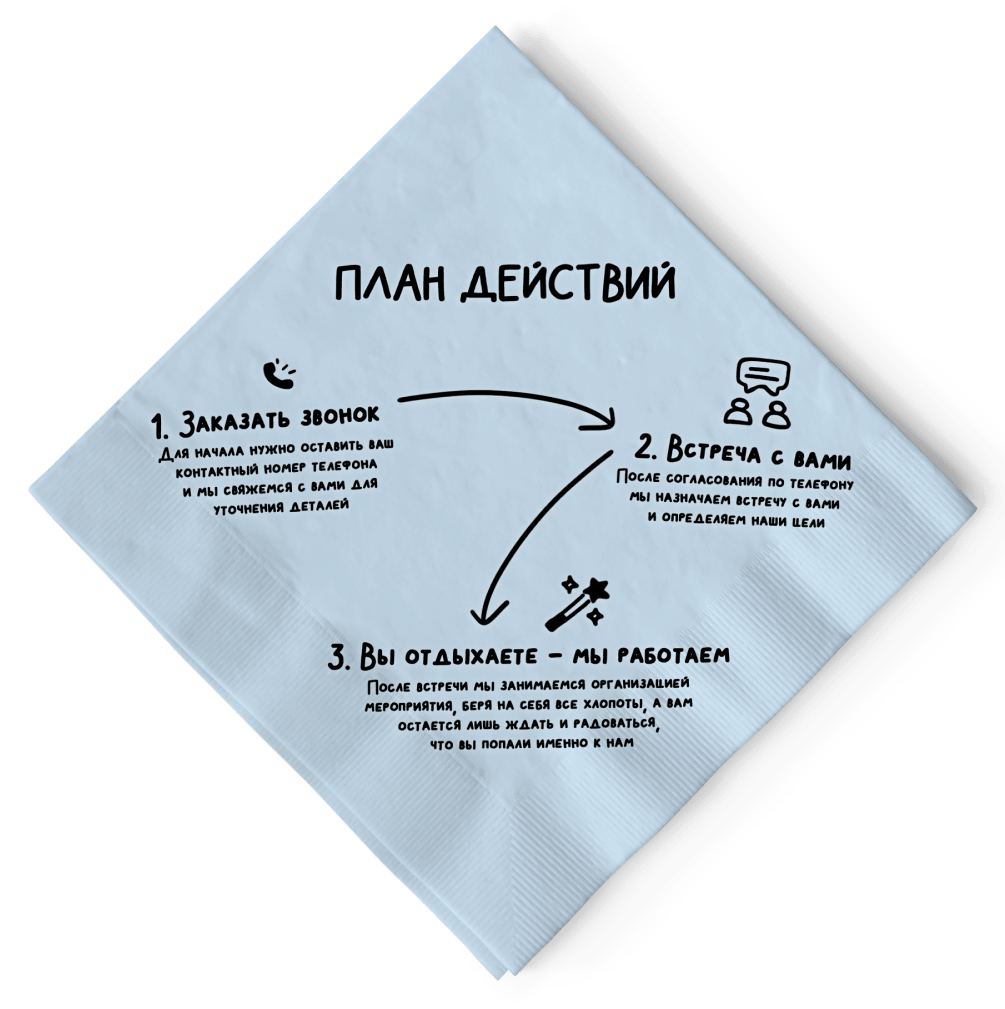 ПЛАН ДЕЙСТВИЙ
1. Заказать звонок
Для начала нужно оставить ваш
контактный номер телефона
и мы свяжемся с вами для
уточнения деталей
2. Встреча с вами
После согласования по телефону
мы назначаем встречу с вами
и определяем наши цели
3. Вы отдыхаете – мы работаем
После встречи мы занимаемся организацией
мероприятия, беря на себя все хлопоты, а вам
остается лишь ждать и радоваться,
что вы попали именно к нам